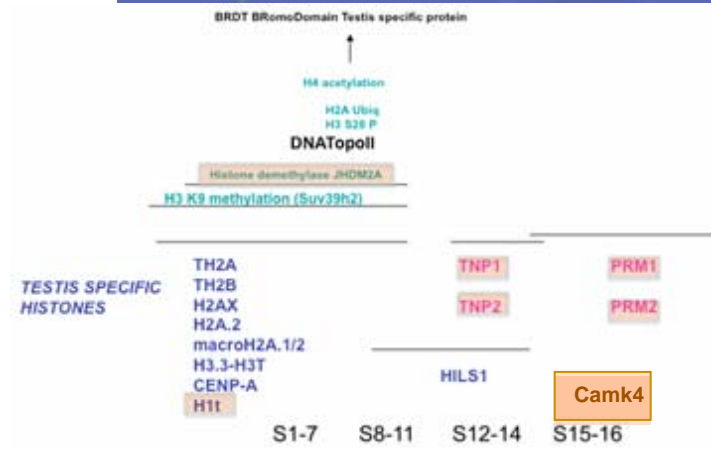 BRDT BRomoDomain Testis specific protein
H4 acetylation
H2A Ubiq
H3 S28 P
DNATopoII
Histone demethylase JHDM2A
H3 K9 methylation (Suv39h2)
TESTIS SPECIFIC
HISTONES
TH2A
TH2B
H2AX
H2A.2
macroH2A.1/2
H3.3-H3T
CENP-A
H1t
TNP1
TNP2
HILS1
PRM1
PRM2
Camk4
S1-7 S8-11 S12-14 S15-16